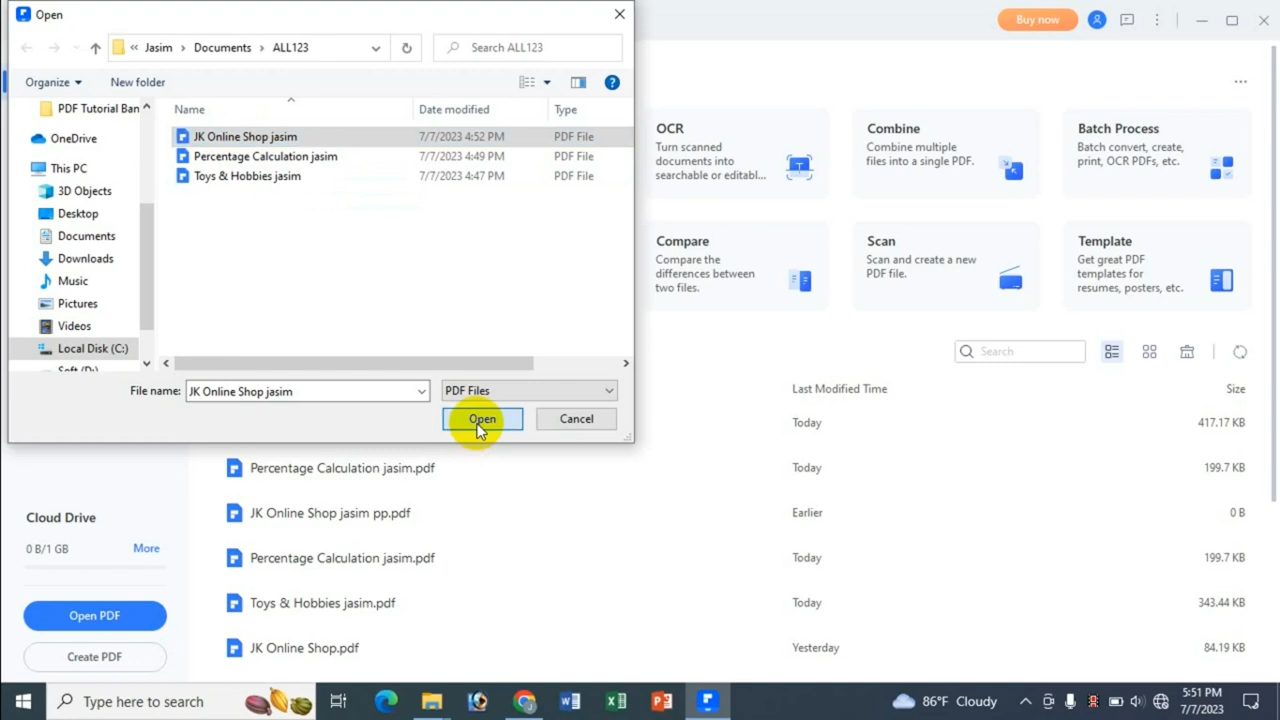 Open
Buy now
Jasim
Documents
ALL123
Search ALL123
Organize
New folder
PDF Tutorial Ban
OneDrive
This PC
3D Objects
Desktop
Documents
Downloads
Music
Pictures
Videos
Local Disk (C:)
Soft (D:)
Name
Date modified
Type
JK Online Shop jasim 7/7/2023 4:52 PM PDF File
Percentage Calculation jasim 7/7/2023 4:49 PM PDF File
Toys & Hobbies jasim 7/7/2023 4:47 PM PDF File
File name: JK Online Shop jasim
PDF Files
Open
Cancel
OCR
Turn scanned
documents into
searchable or editabl...
Combine
Combine multiple
files into a single PDF.
Batch Process
Batch convert, create,
print, OCR PDFs, etc.
Compare
Compare the
differences between
two files.
Scan
Scan and create a new
PDF file.
Template
Get great PDF
templates for
resumes, posters, etc.
Search
Last Modified Time
Size
Today 417.17 KB
Percentage Calculation jasim.pdf Today 199.7 KB
JK Online Shop jasim pp.pdf Earlier 0 B
Percentage Calculation jasim.pdf Today 199.7 KB
Toys & Hobbies jasim.pdf Today 343.44 KB
JK Online Shop.pdf Yesterday 84.19 KB
Cloud Drive
0 B/1 GB More
Open PDF
Create PDF
Type here to search
86°F Cloudy
5:51 PM
7/7/2023